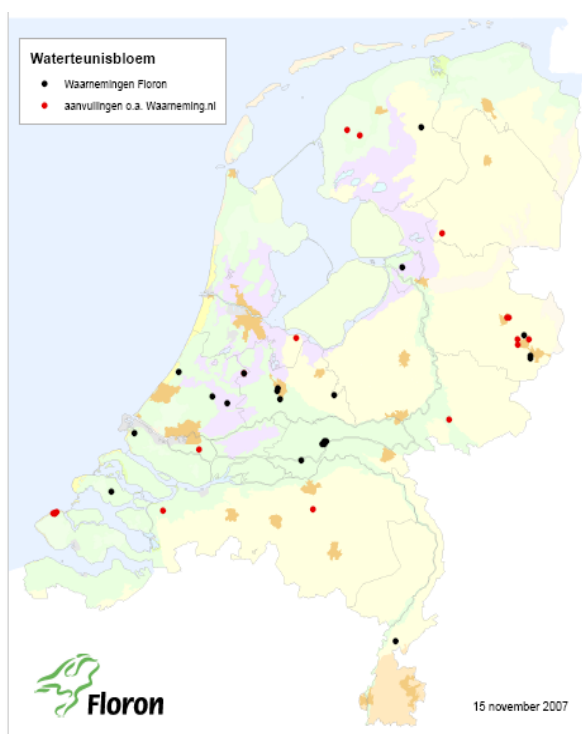 Waterteunisbloem
Waarnemingen Floron
aanvullingen o.a. Waarneming.nl
Floron
15 november 2007